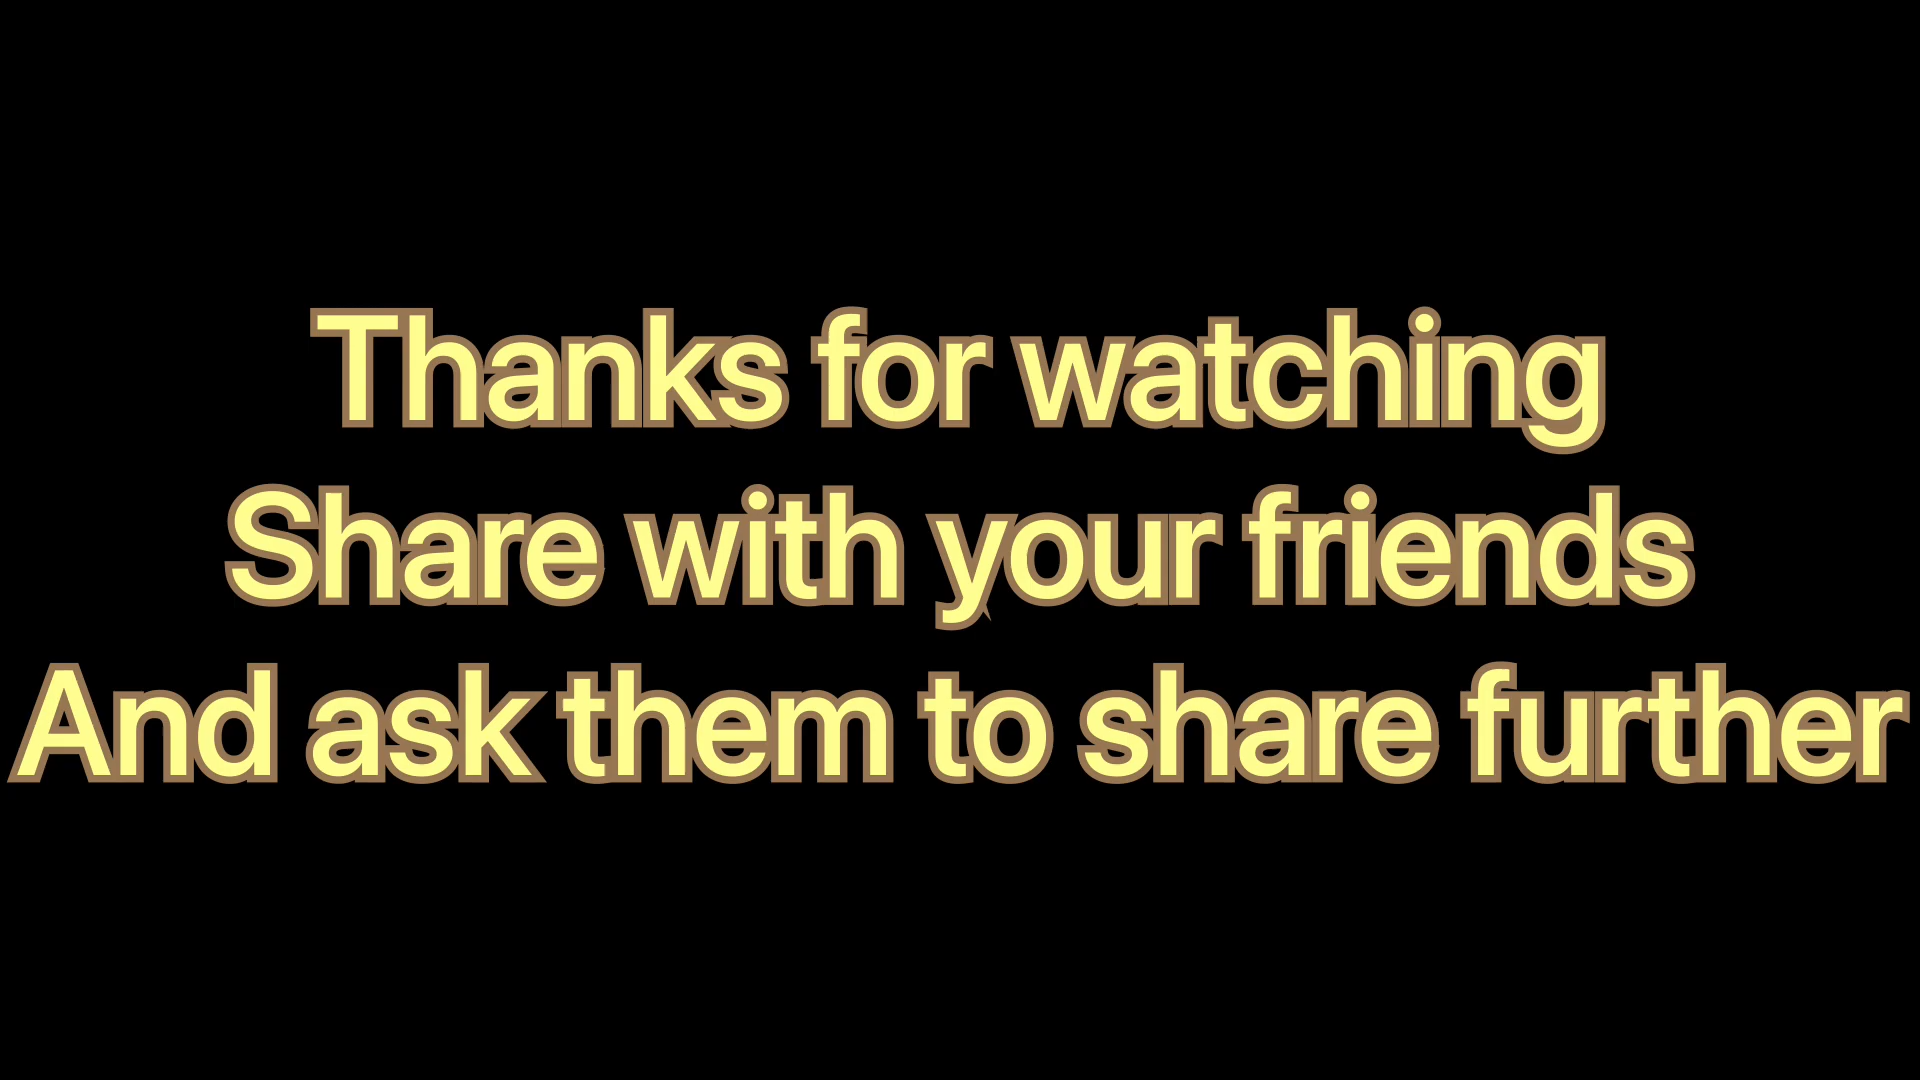 Thanks for watching
Share with your friends
And ask them to share further